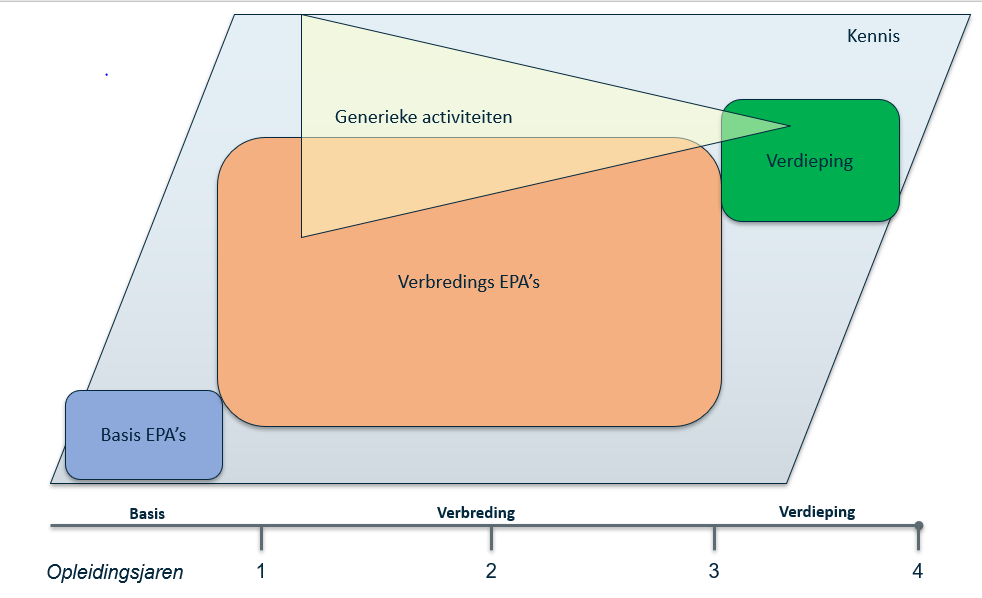 Kennis
Generieke activiteiten
Verdieping
Verbredings EPA’s
Basis EPA’s
Basis
Verbreding
Verdieping
Opleidingsjaren
1
2
3
4